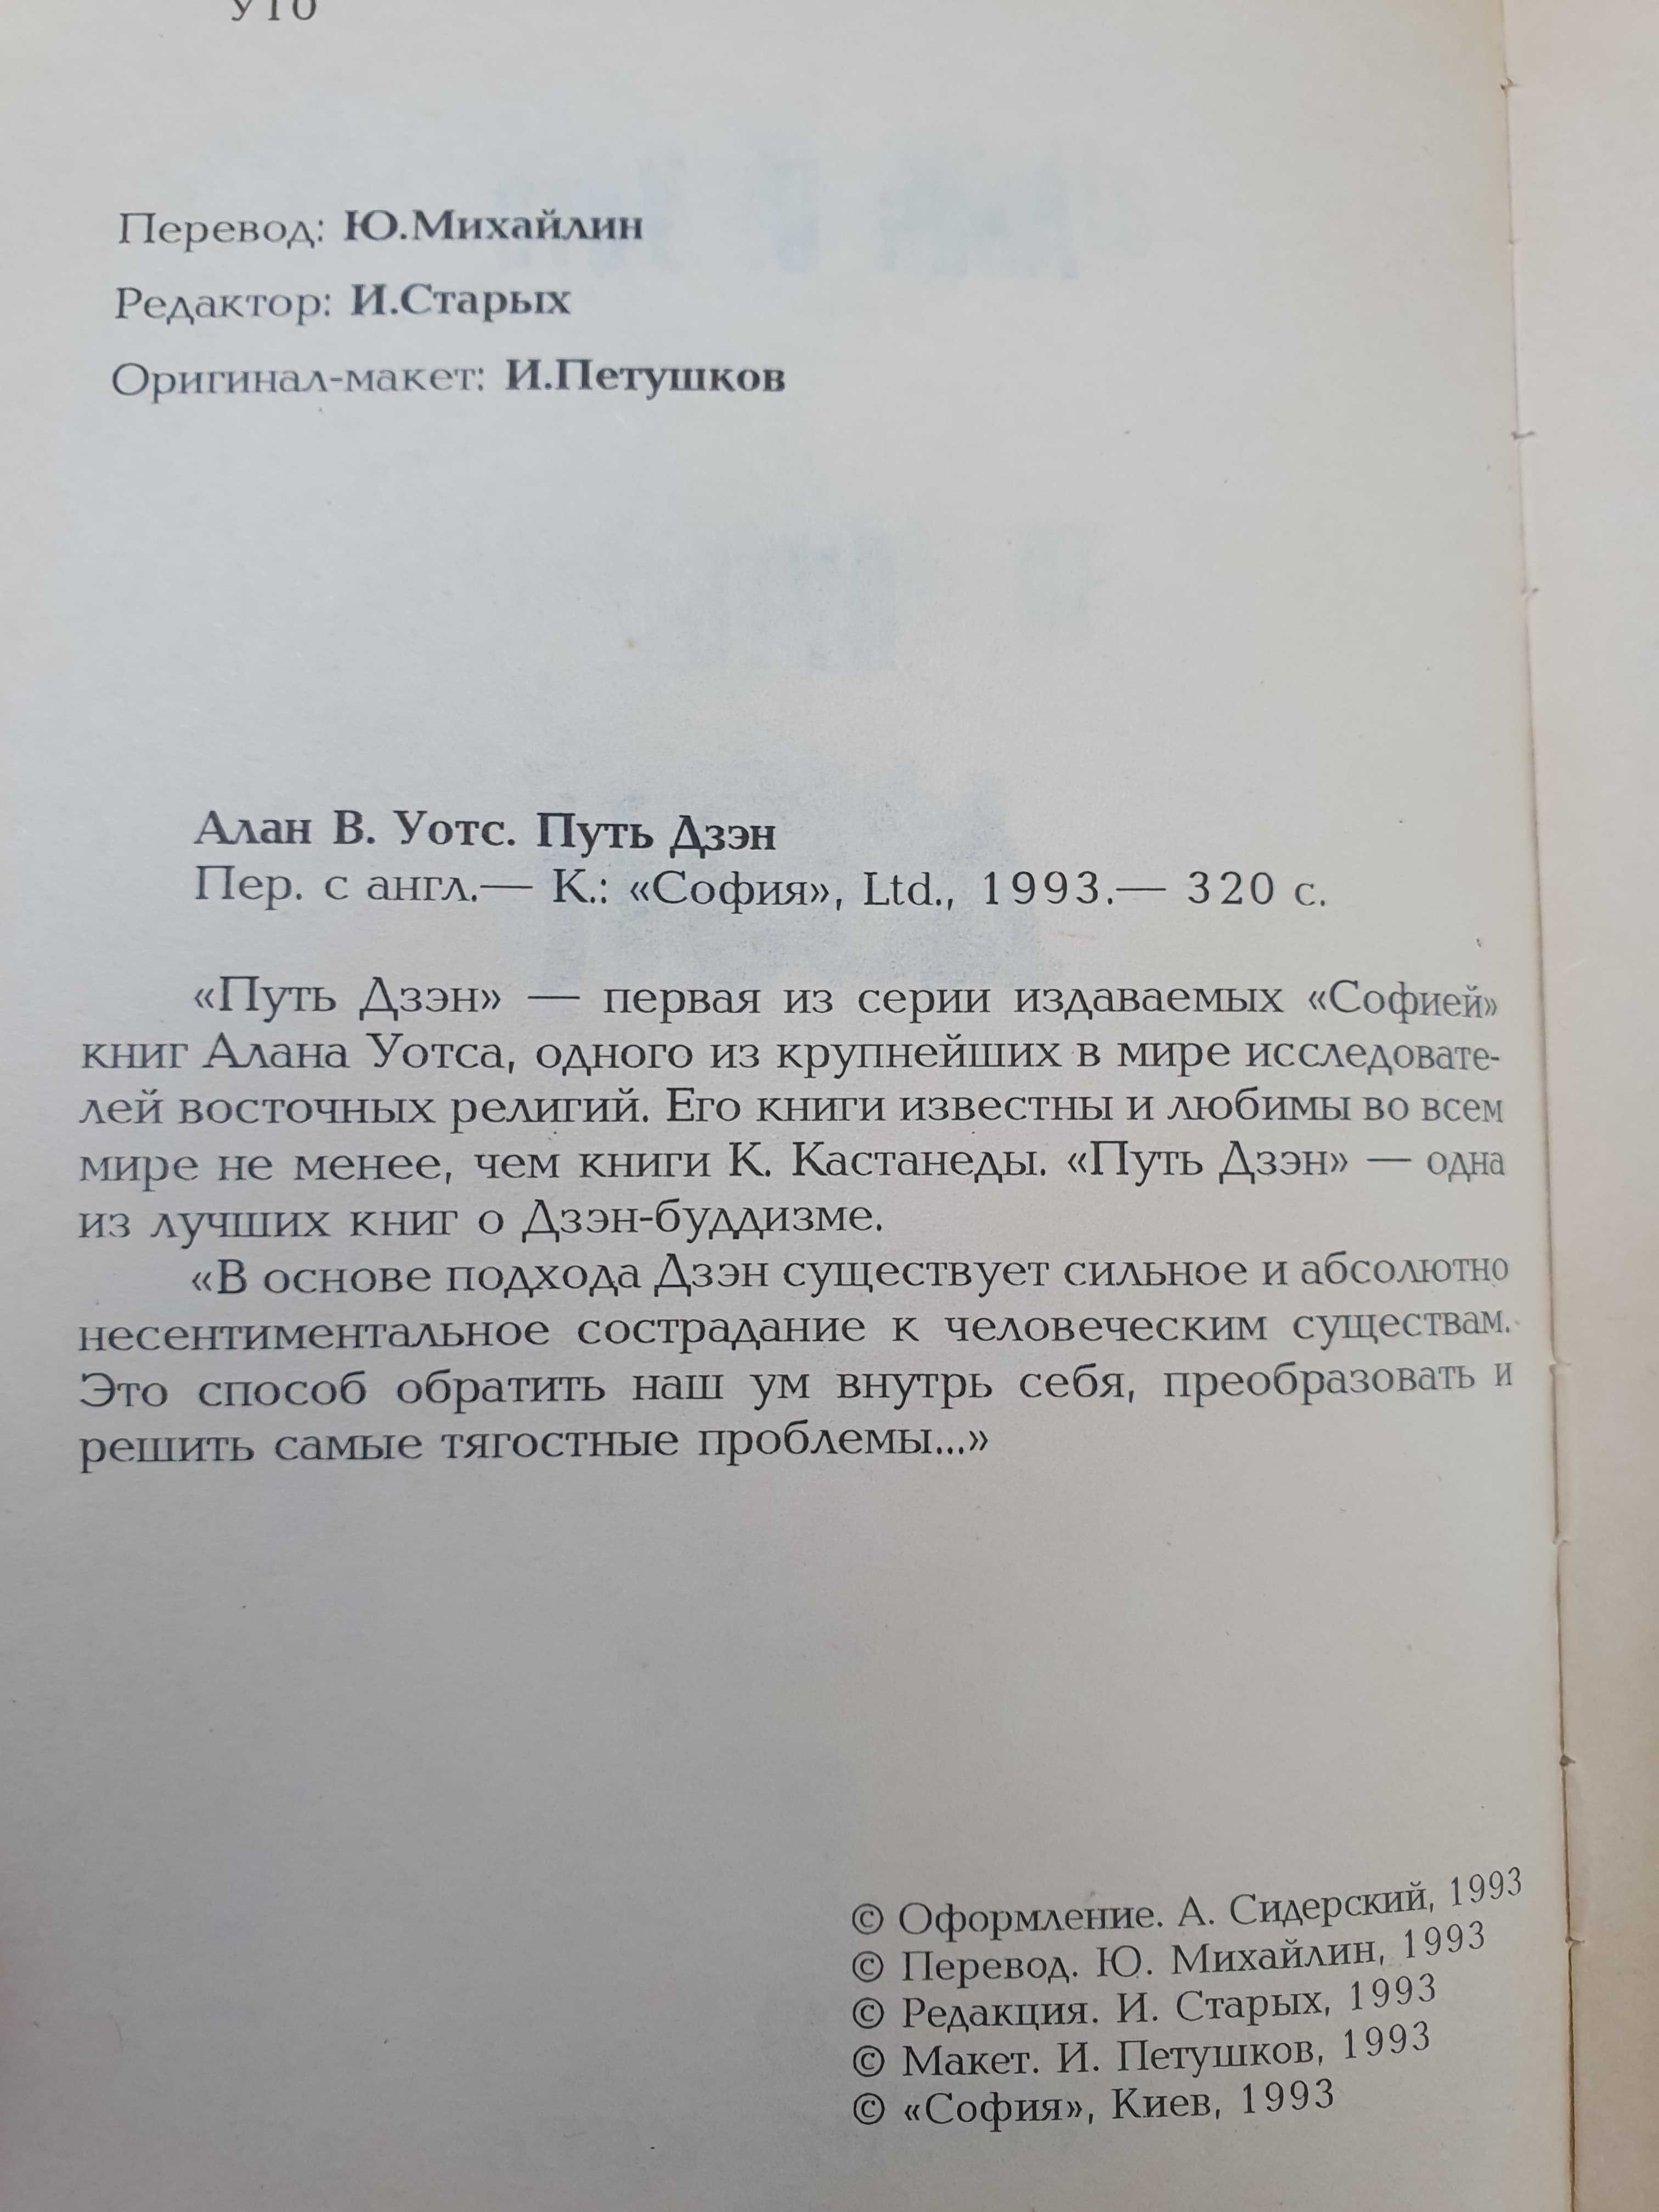 УТО
Перевод: Ю.Михайлин
Редактор: И.Старых
Оригинал-макет: И.Петушков
Алан В. Уотс. Путь Дзэн
Пер. с англ.— К.: «София», Ltd., 1993.— 320 с.
«Путь Дзэн» — первая из серии издаваемых «Софией»
книг Алана Уотса, одного из крупнейших в мире исследовате-
лей восточных религий. Его книги известны и любимы во всем
мире не менее, чем книги К. Кастанеды. «Путь Дзэн» — одна
из лучших книг о Дзэн-буддизме.
«В основе подхода Дзэн существует сильное и абсолютно
несентиментальное сострадание к человеческим существам.
Это способ обратить наш ум внутрь себя, преобразовать и
решить самые тягостные проблемы...»
© Оформление. А. Сидерский, 1993
© Перевод. Ю. Михайлин, 1993
© Редакция. И. Старых, 1993
© Макет. И. Петушков, 1993
© «София», Киев, 1993